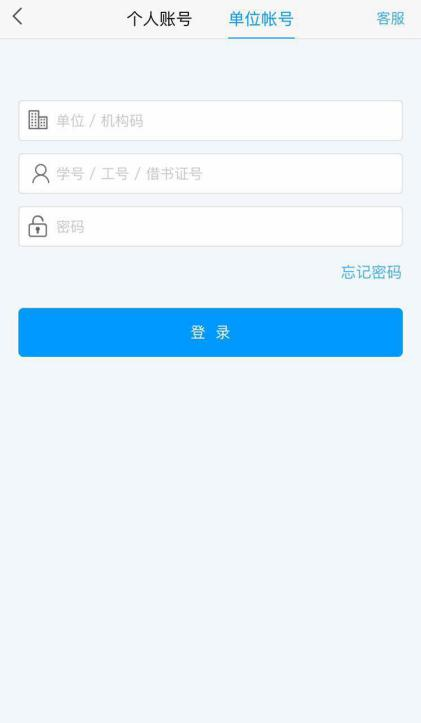 个人账号 单位帐号 客服
单位 / 机构码
学号 / 工号 / 借书证号
密码
忘记密码
登 录